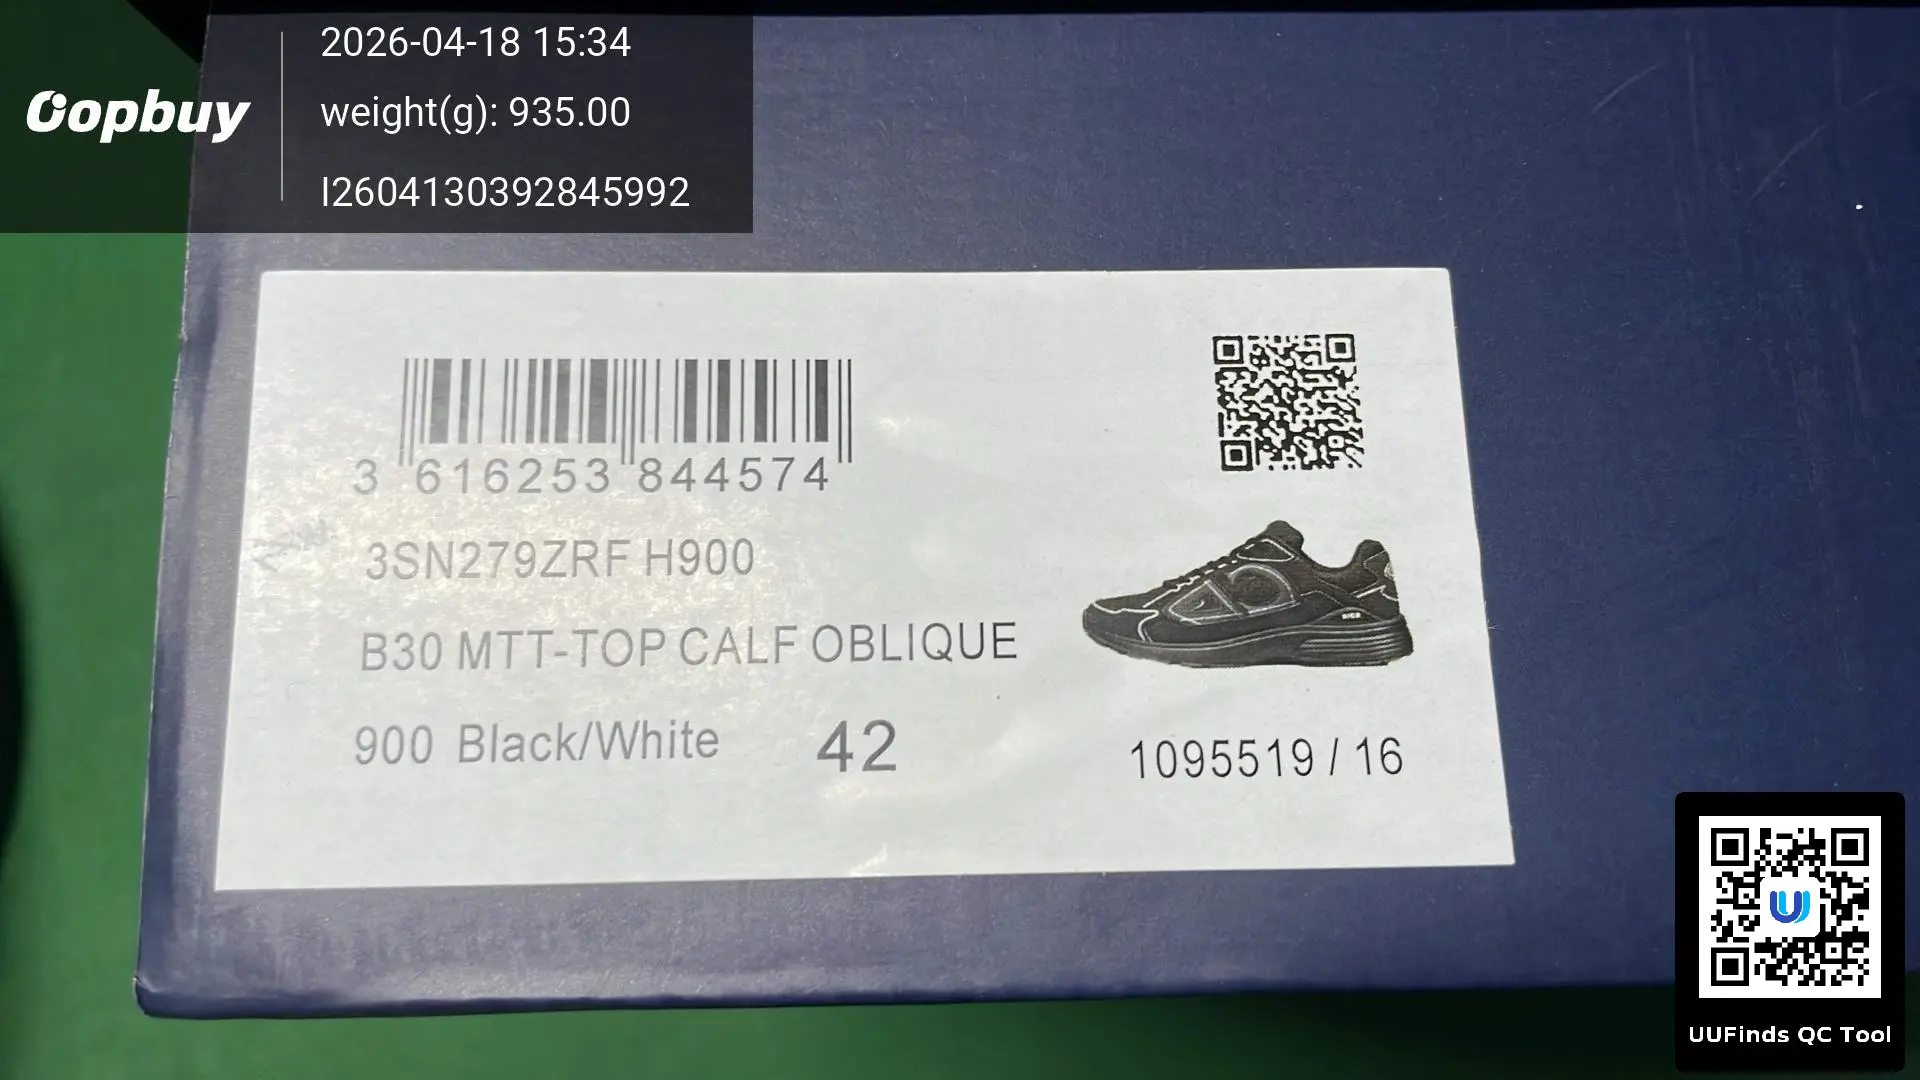 Oopbuy
2026-04-18 15:34
weight(g): 935.00
I2604130392845992
3 616253 844574
3SN279ZRF H900
B30 MTT-TOP CALF OBLIQUE
900 Black/White 42
DIOR
1095519 / 16
UUFinds QC Tool